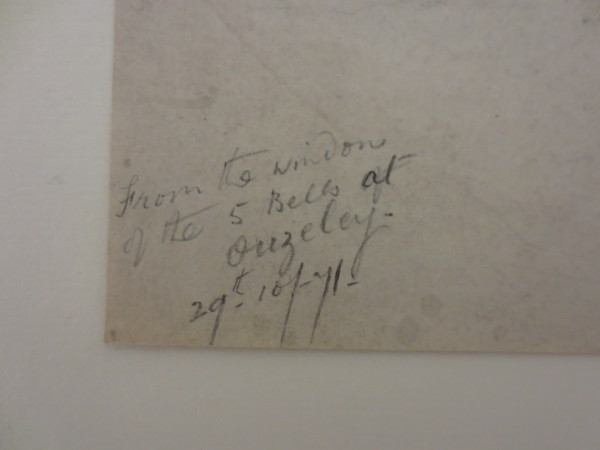 From the window
of the 5 Bells at
Ouzeley.
29th. 10/-71-